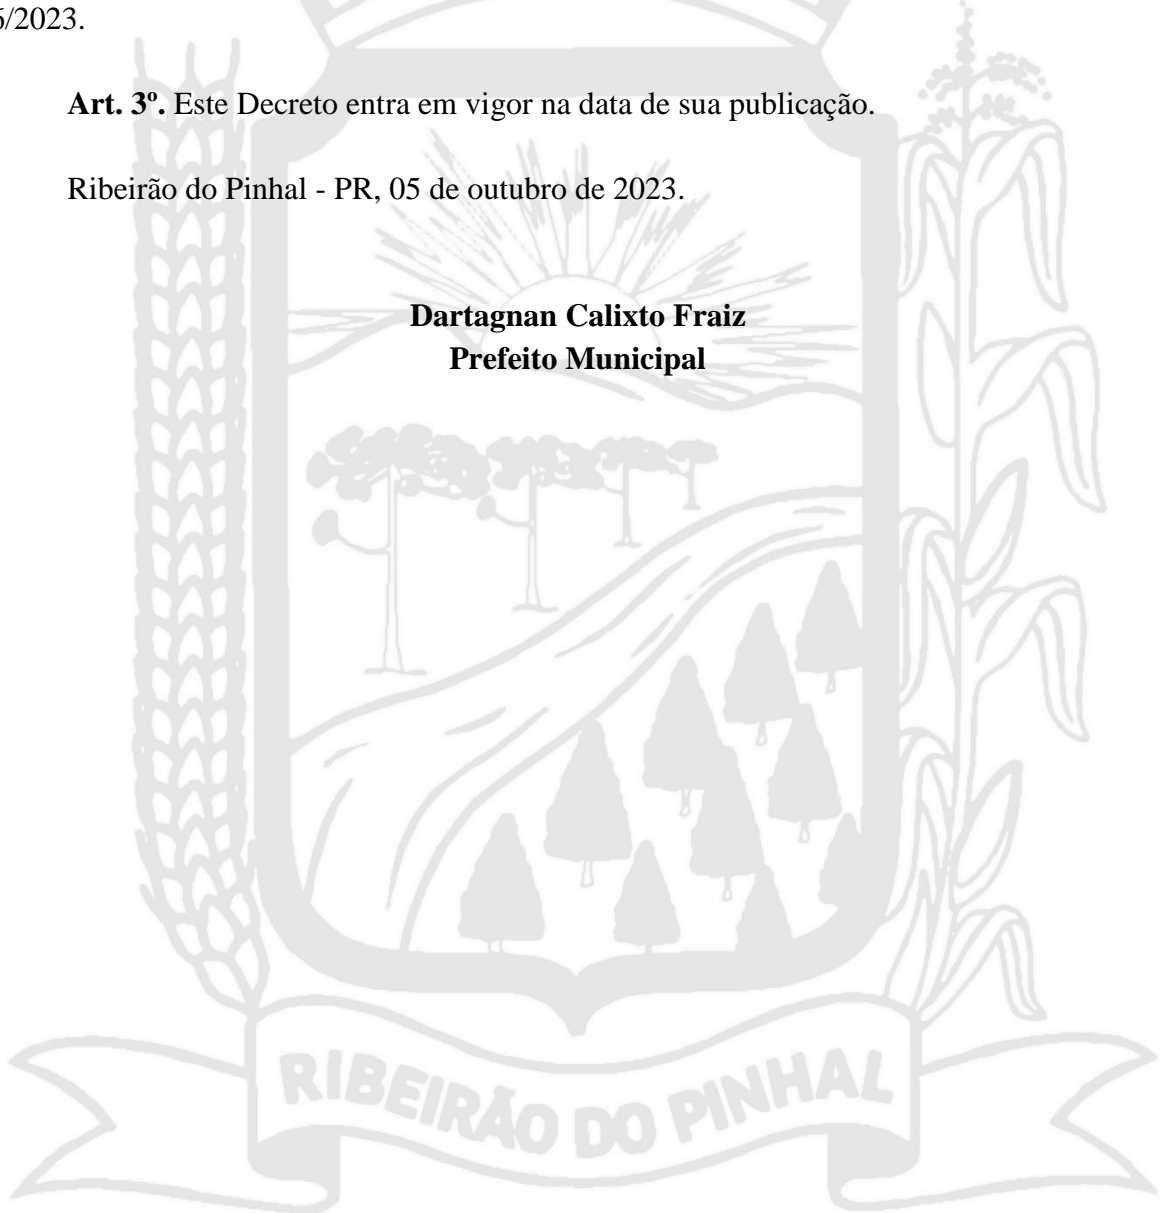 6/2023.
Art. 3º. Este Decreto entra em vigor na data de sua publicação.
Ribeirão do Pinhal - PR, 05 de outubro de 2023.
Dartagnan Calixto Fraiz
Prefeito Municipal
RIBEIRÃO DO PINHAL